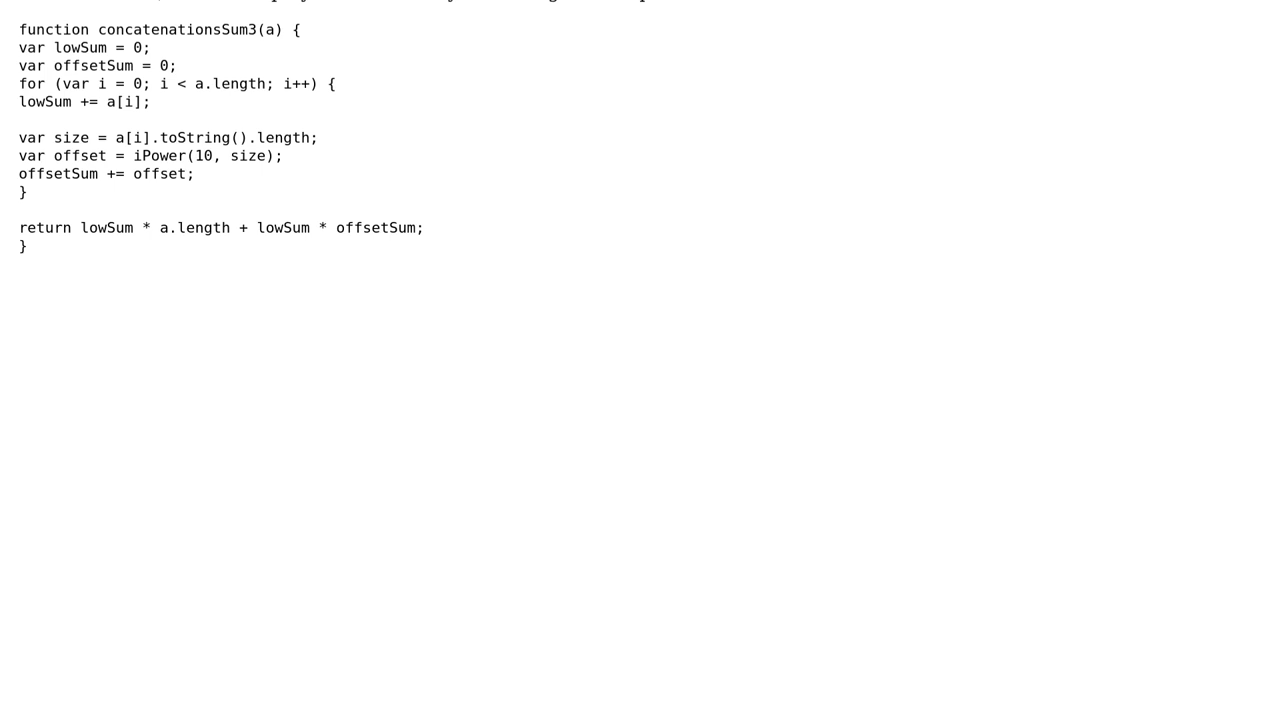 function concatenationsSum3(a) {
var lowSum = 0;
var offsetSum = 0;
for (var i = 0; i < a.length; i++) {
lowSum += a[i];

var size = a[i].toString().length;
var offset = iPower(10, size);
offsetSum += offset;
}

return lowSum * a.length + lowSum * offsetSum;
}